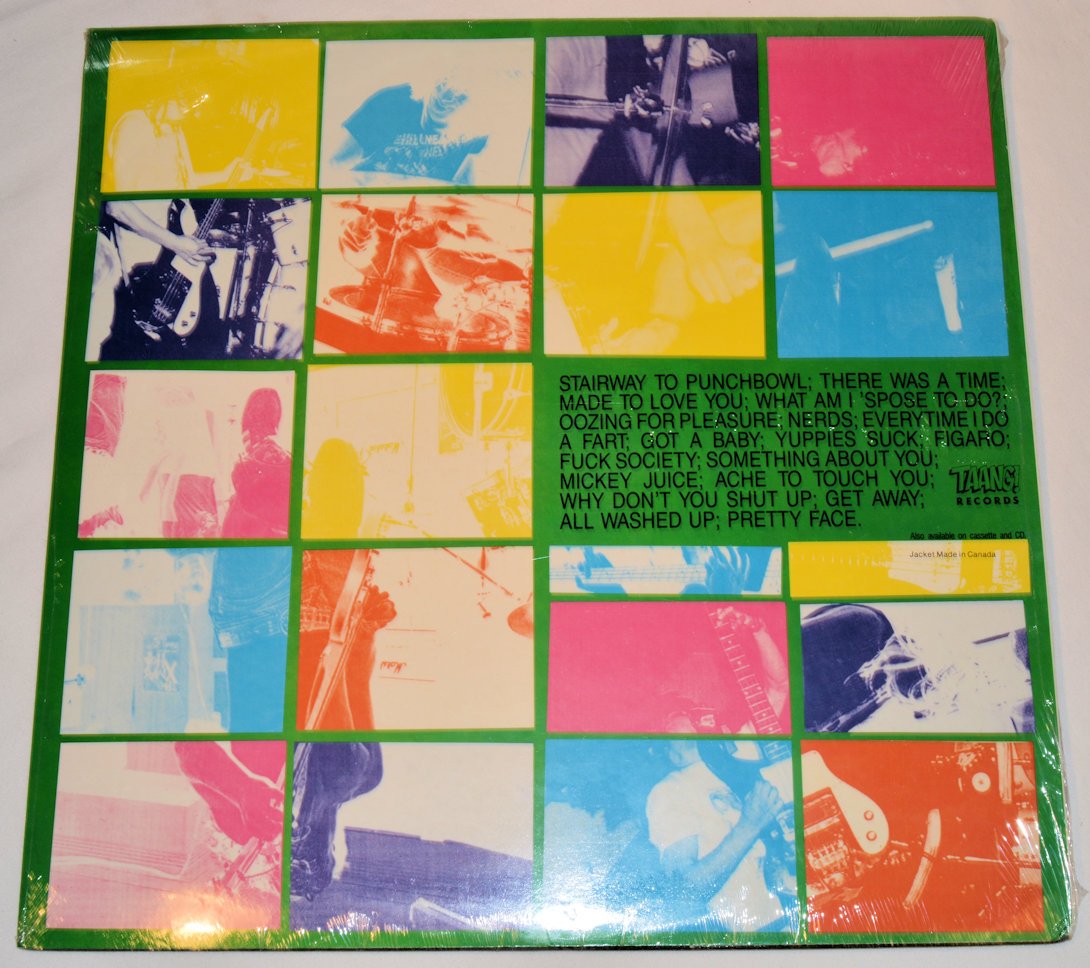 STAIRWAY TO PUNCHBOWL; THERE WAS A TIME;
MADE TO LOVE YOU; WHAT AM I 'SPOSE TO DO?;
OOZING FOR PLEASURE; NERDS; EVERYTIME I DO
A FART; GOT A BABY; YUPPIES SUCK; FIGARO;
FUCK SOCIETY; SOMETHING ABOUT YOU;
MICKEY JUICE; ACHE TO TOUCH YOU;
WHY DON'T YOU SHUT UP; GET AWAY;
ALL WASHED UP; PRETTY FACE.
TAANG!
RECORDS
Also available on cassette and CD.
Jacket Made in Canada